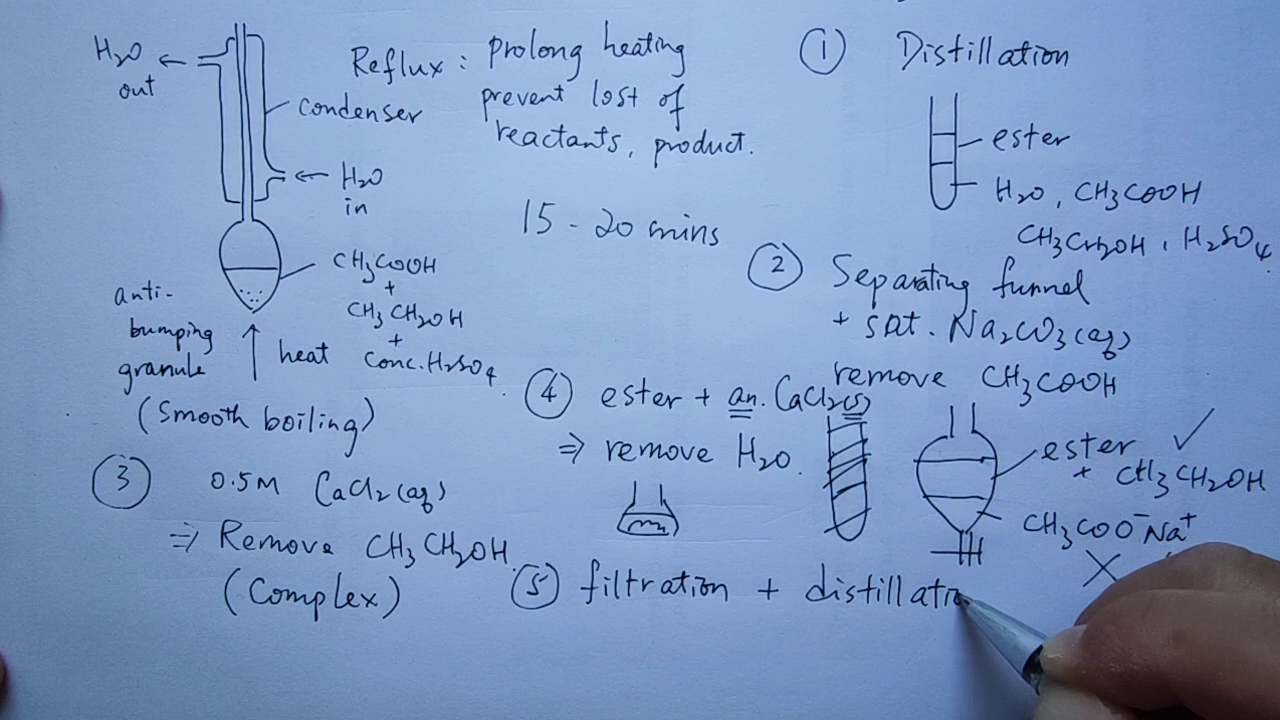 H₂O ←
out
condenser
← H₂O
in
Reflux : prolong heating
prevent lost of
reactants, product.
15 - 20 mins
CH₃COOH
+
CH₃CH₂OH
+
Conc. H₂SO₄
anti-
bumping
granule
(smooth boiling)
↑ heat
① Distillation
ester
H₂O, CH₃COOH
CH₃CH₂OH, H₂SO₄
② Separating funnel
+ sat. Na₂CO₃(aq)
remove CH₃COOH
ester ✓
+ CH₃CH₂OH
CH₃COO⁻Na⁺
X
③ 0.5M CaCl₂(aq)
⇒ Remove CH₃CH₂OH
(Complex)
④ ester + an. CaCl₂(s)
⇒ remove H₂O.
⑤ filtration + distillatio